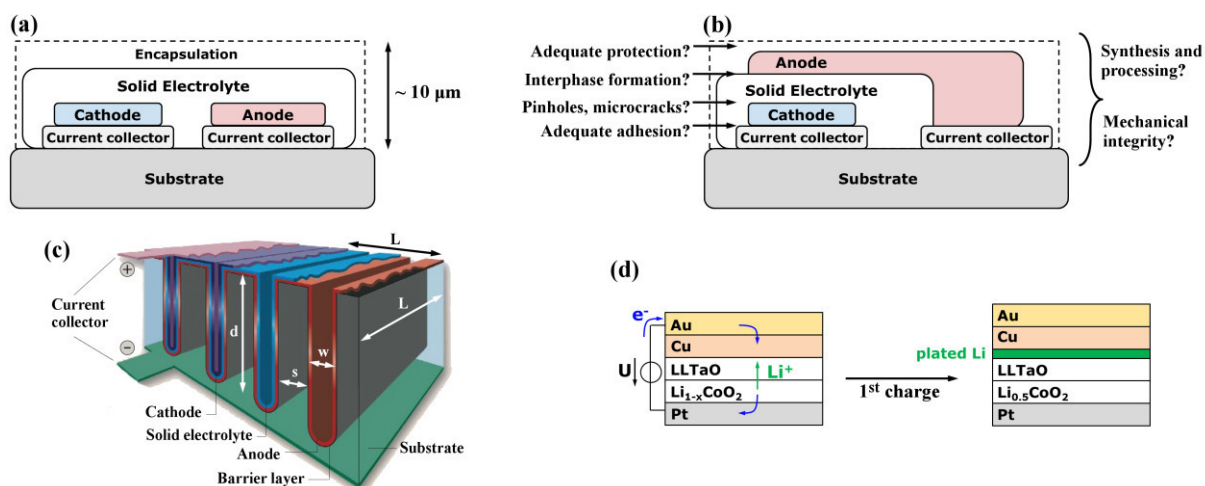 (a)
Encapsulation
Solid Electrolyte
Cathode
Anode
Current collector
Current collector
Substrate
~ 10 µm
(b)
Adequate protection?
Interphase formation?
Pinholes, microcracks?
Adequate adhesion?
Anode
Solid Electrolyte
Cathode
Current collector
Current collector
Substrate
Synthesis and
processing?
Mechanical
integrity?
(c)
L
L
+
Current
collector
−
d
s
w
Cathode
Solid electrolyte
Anode
Barrier layer
Substrate
(d)
e-
Au
Cu
LLTaO
Li1-xCoO2
Pt
U
Li+
1st charge
plated Li
Au
Cu
LLTaO
Li0.5CoO2
Pt